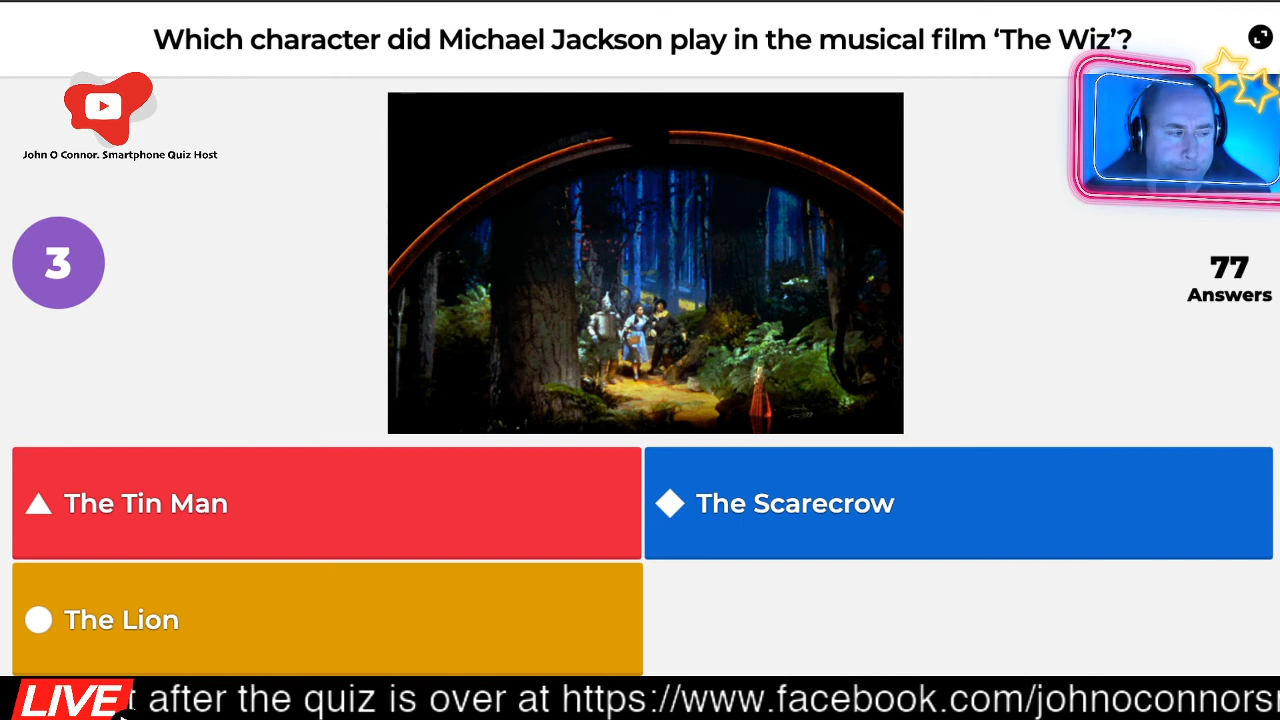 Which character did Michael Jackson play in the musical film ‘The Wiz’?
John O Connor. Smartphone Quiz Host
3
77
Answers
The Tin Man
The Scarecrow
The Lion
LIVE after the quiz is over at https://www.facebook.com/johnoconnors